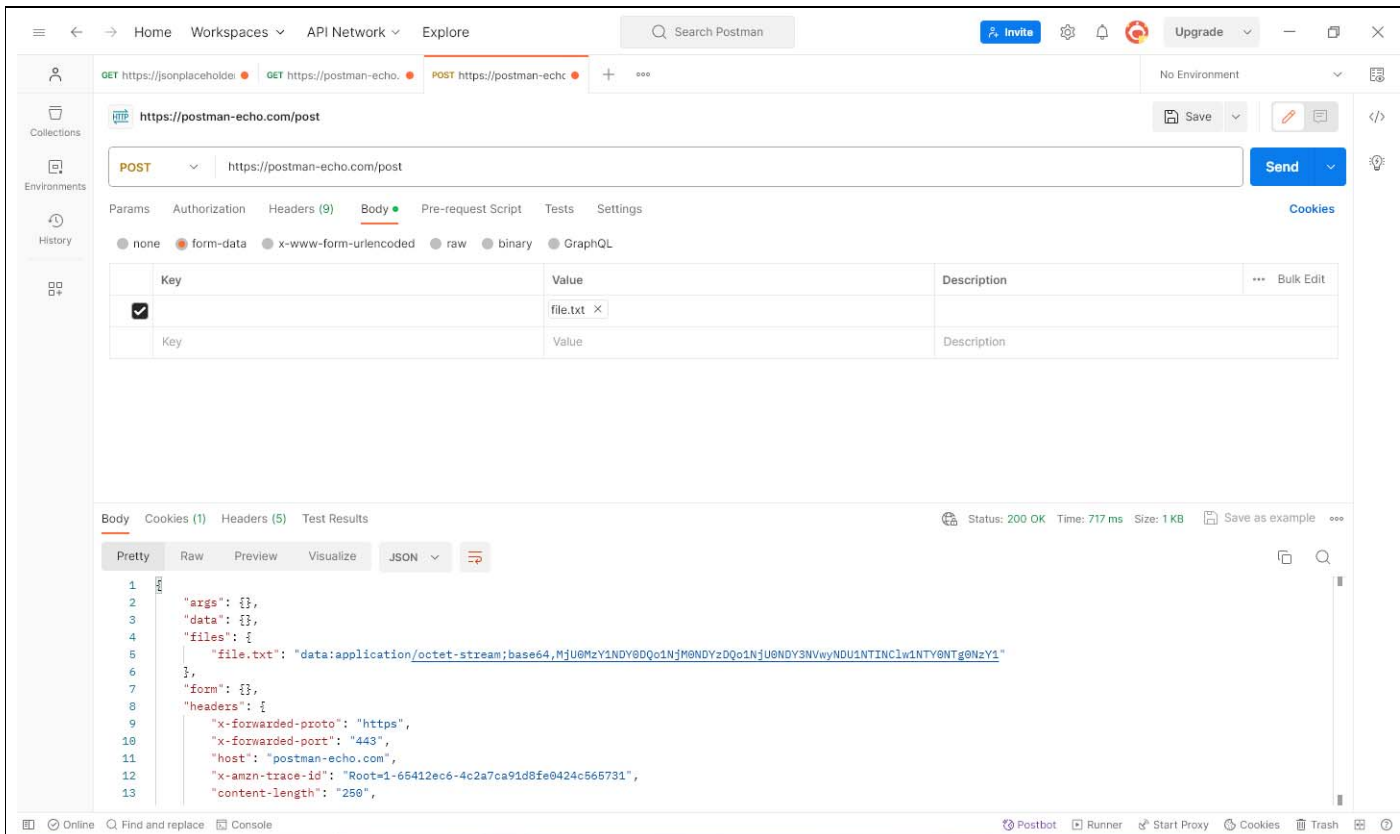 Home Workspaces API Network Explore Search Postman Invite Upgrade
GET https://jsonplaceholde GET https://postman-echo. POST https://postman-echo No Environment
HTTP https://postman-echo.com/post Save
Collections
POST https://postman-echo.com/post Send
Environments
Params Authorization Headers (9) Body Pre-request Script Tests Settings Cookies
History
none form-data x-www-form-urlencoded raw binary GraphQL
Key Value Description Bulk Edit
file.txt
Key Value Description
Body Cookies (1) Headers (5) Test Results Status: 200 OK Time: 717 ms Size: 1 KB Save as example
Pretty Raw Preview Visualize JSON
1 {
2 "args": {},
3 "data": {},
4 "files": {
5 "file.txt": "data:application/octet-stream;base64,MjU0MzY1NDY0DQo1NjM0NDYzDQo1NjU0NDY3NVwyNDU1NTINClw1NTY0NTg0NzY1"
6 },
7 "form": {},
8 "headers": {
9 "x-forwarded-proto": "https",
10 "x-forwarded-port": "443",
11 "host": "postman-echo.com",
12 "x-amzn-trace-id": "Root=1-65412ec6-4c2a7ca91d8fe0424c565731",
13 "content-length": "250",
Online Find and replace Console Postbot Runner Start Proxy Cookies Trash